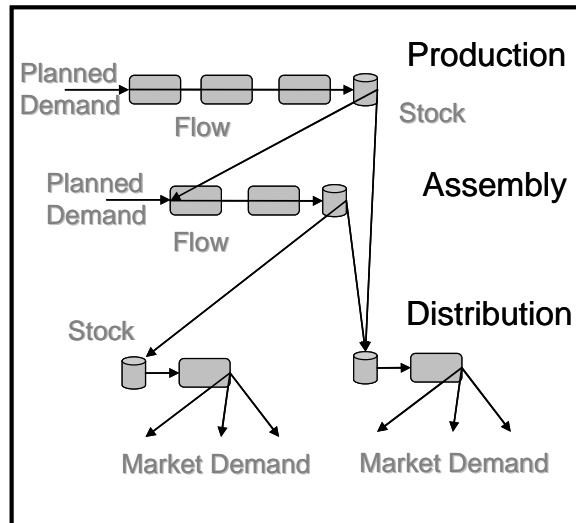 Production
Planned
Demand
Flow
Stock
Assembly
Planned
Demand
Flow
Distribution
Stock
Market Demand
Market Demand